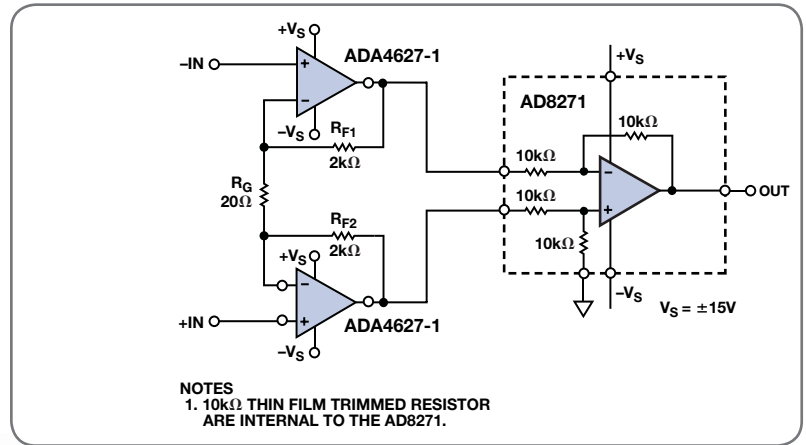 +VS
–IN
ADA4627-1
–VS
RF1
2kΩ
RG
20Ω
RF2
2kΩ
+VS
+IN
ADA4627-1
–VS
+VS
AD8271
10kΩ
10kΩ
10kΩ
10kΩ
OUT
–VS
VS = ±15V
+
–
–
+
–
+
NOTES
1. 10kΩ THIN FILM TRIMMED RESISTOR
ARE INTERNAL TO THE AD8271.